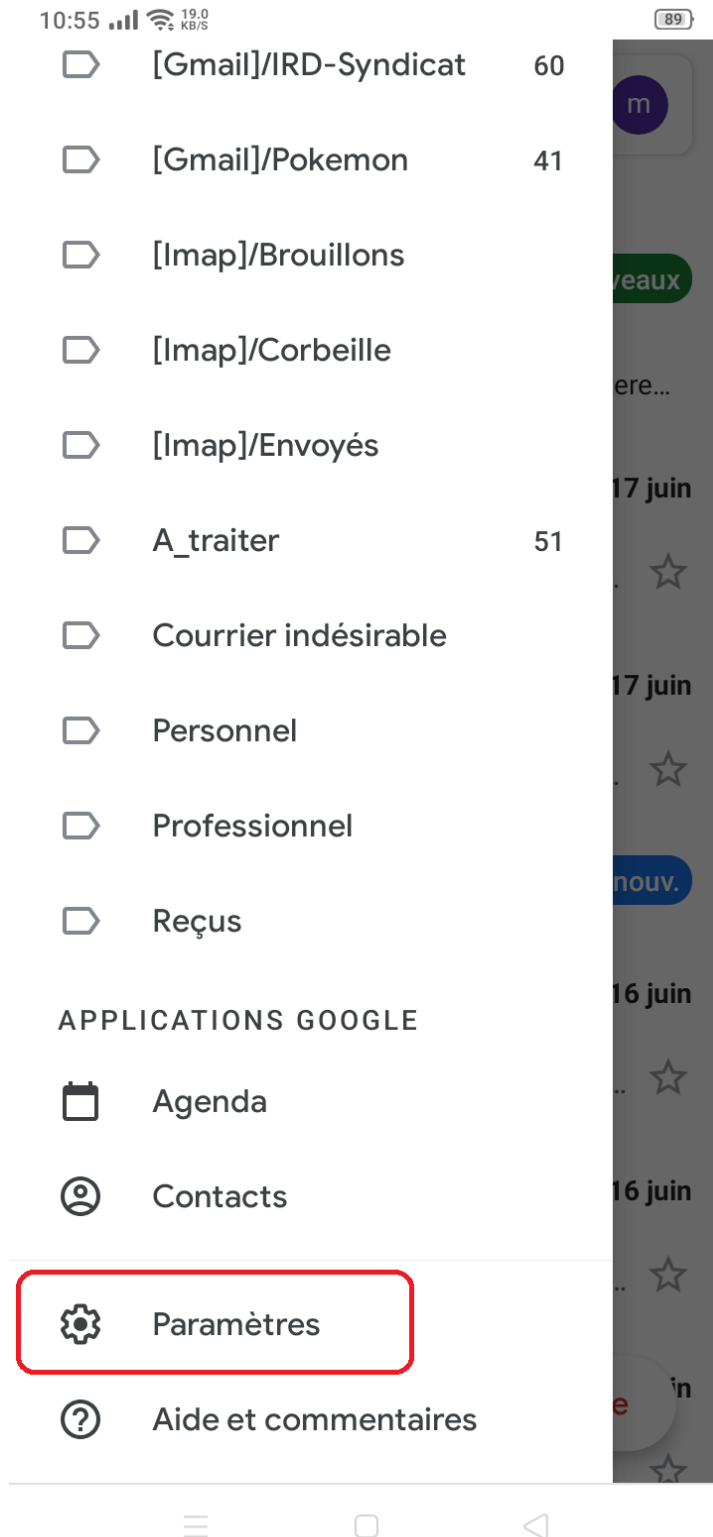 10:55 19.0 KB/S 89
[Gmail]/IRD-Syndicat 60
m
[Gmail]/Pokemon 41
[Imap]/Brouillons
veaux
[Imap]/Corbeille
ere...
[Imap]/Envoyés
17 juin
A_traiter 51
Courrier indésirable
17 juin
Personnel
Professionnel
nouv.
Reçus
16 juin
APPLICATIONS GOOGLE
Agenda
Contacts
16 juin
Paramètres
in
e
Aide et commentaires